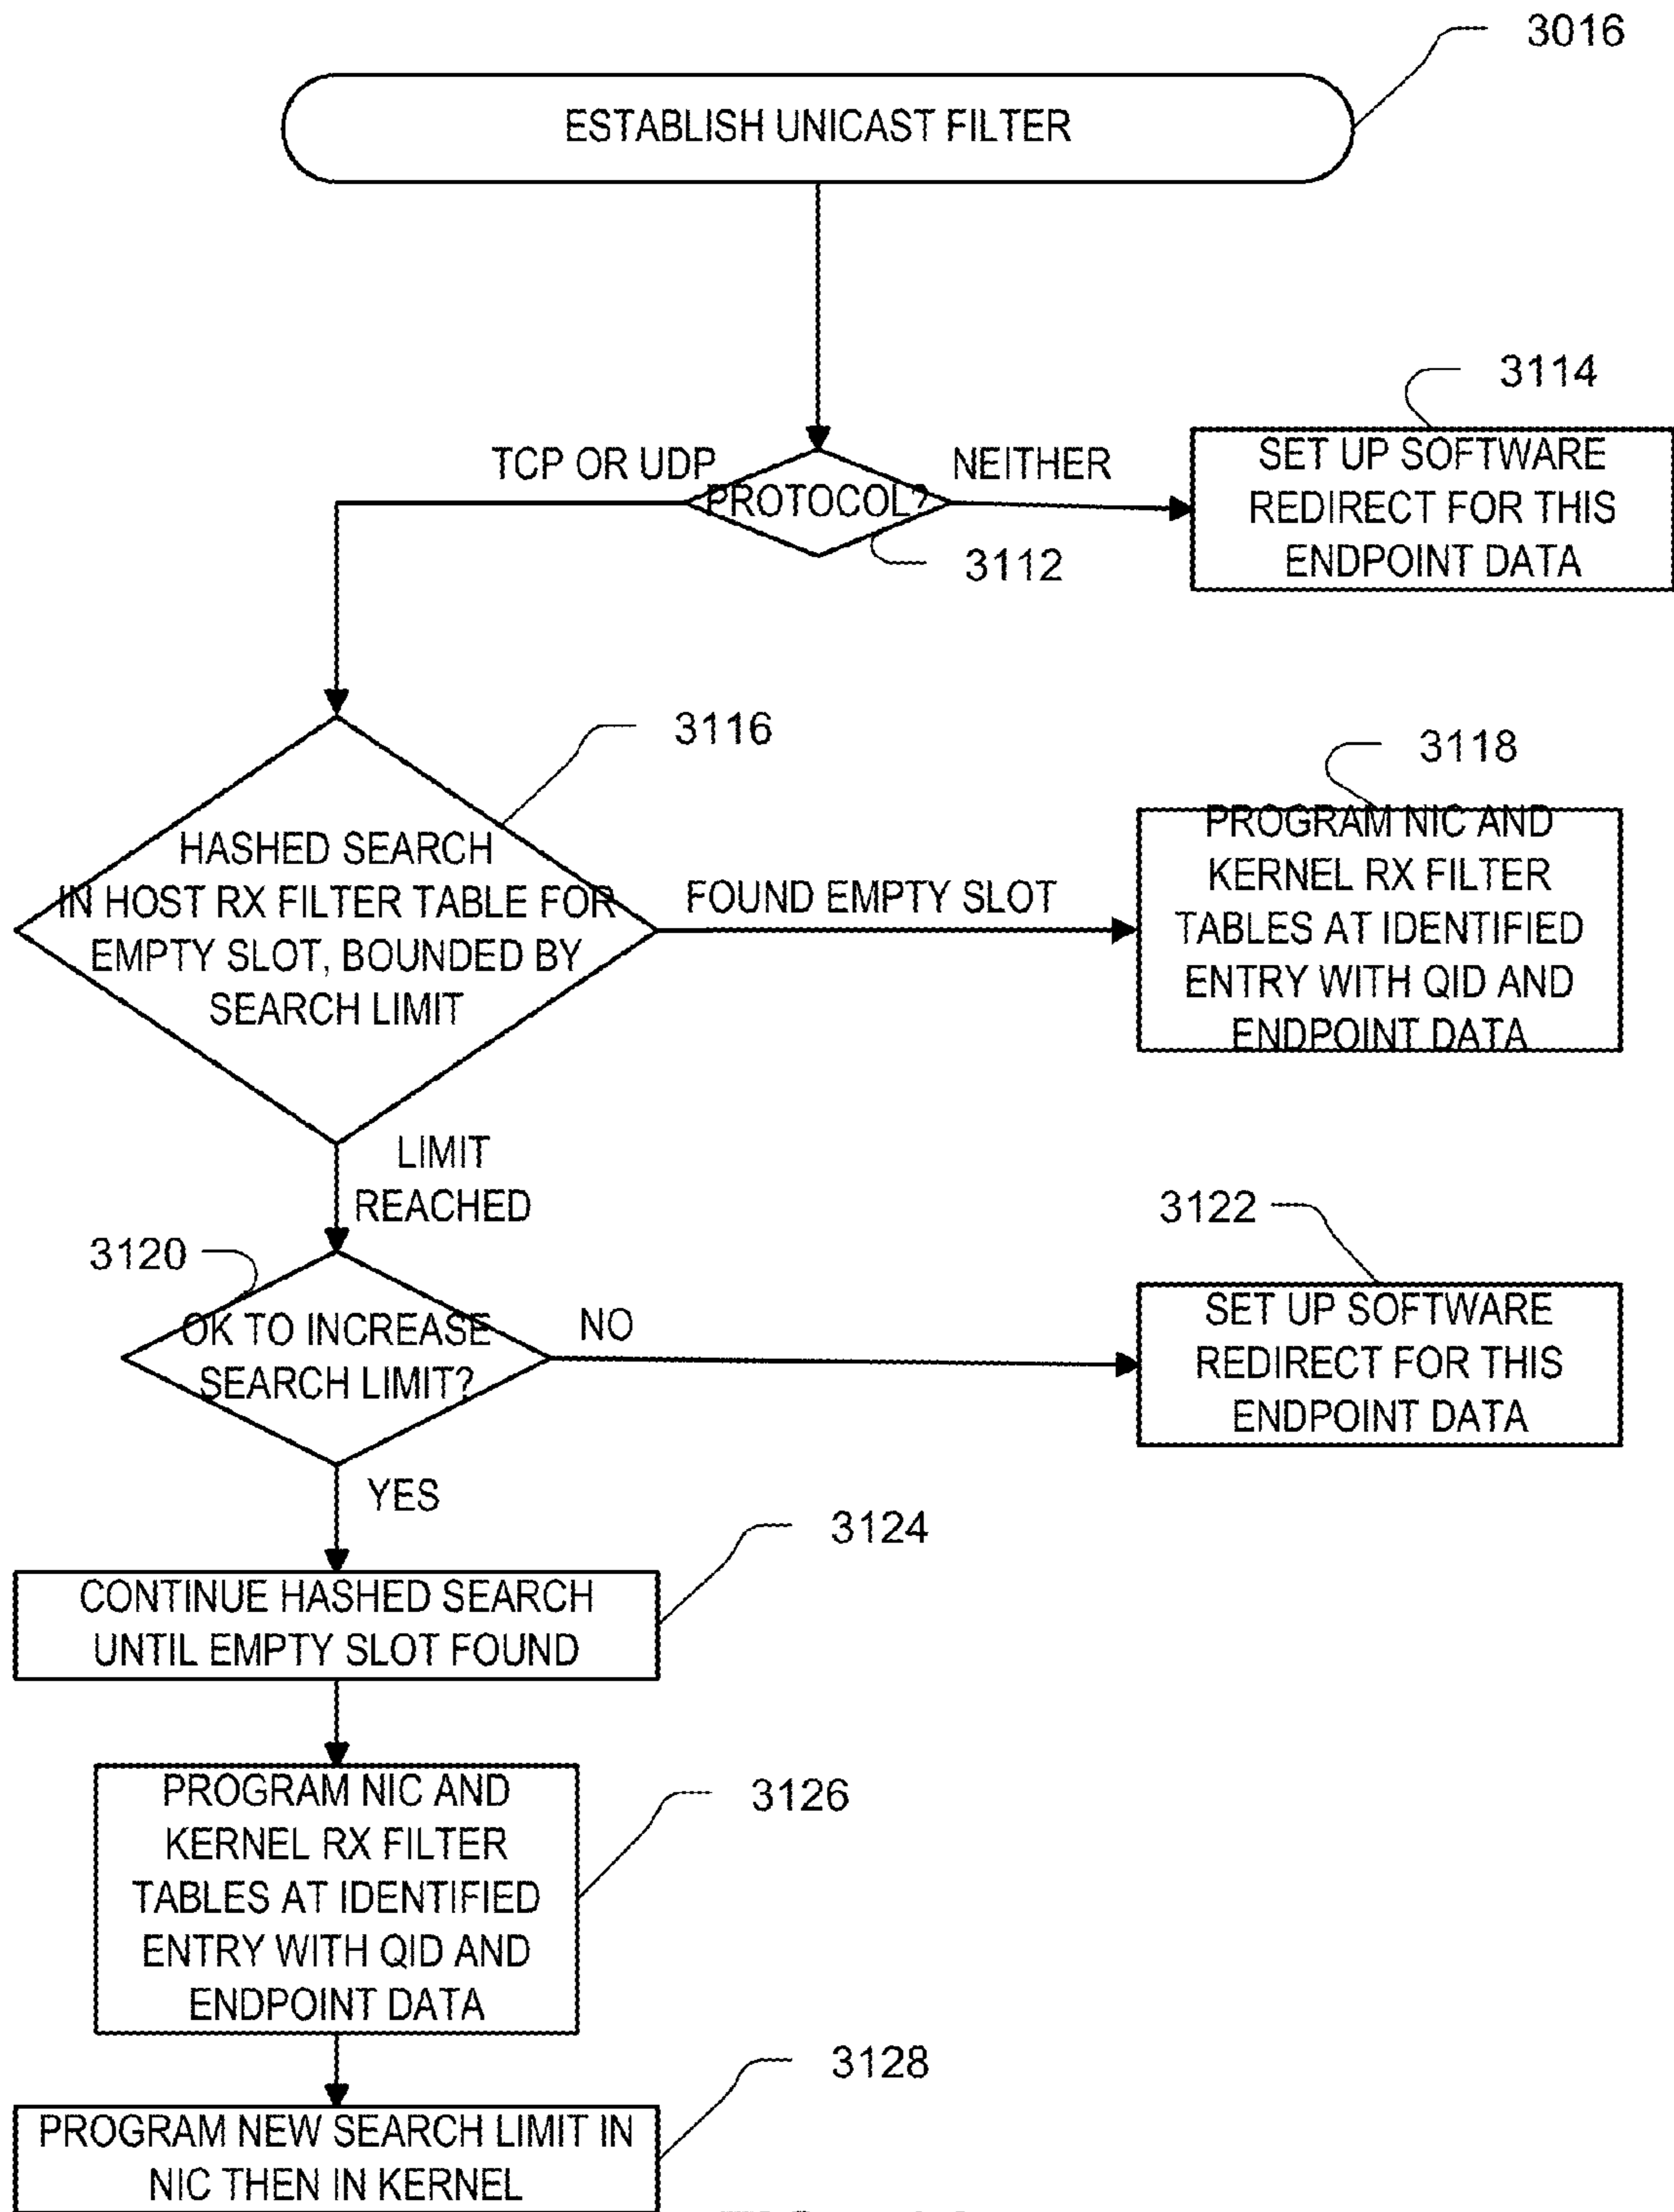 3016
ESTABLISH UNICAST FILTER
3114
TCP OR UDP
PROTOCOL?
NEITHER
3112
SET UP SOFTWARE
REDIRECT FOR THIS
ENDPOINT DATA
3116
3118
HASHED SEARCH
IN HOST RX FILTER TABLE FOR
EMPTY SLOT, BOUNDED BY
SEARCH LIMIT
FOUND EMPTY SLOT
PROGRAM NIC AND
KERNEL RX FILTER
TABLES AT IDENTIFIED
ENTRY WITH QID AND
ENDPOINT DATA
LIMIT
REACHED
3120
3122
OK TO INCREASE
SEARCH LIMIT?
NO
SET UP SOFTWARE
REDIRECT FOR THIS
ENDPOINT DATA
YES
3124
CONTINUE HASHED SEARCH
UNTIL EMPTY SLOT FOUND
3126
PROGRAM NIC AND
KERNEL RX FILTER
TABLES AT IDENTIFIED
ENTRY WITH QID AND
ENDPOINT DATA
3128
PROGRAM NEW SEARCH LIMIT IN
NIC THEN IN KERNEL